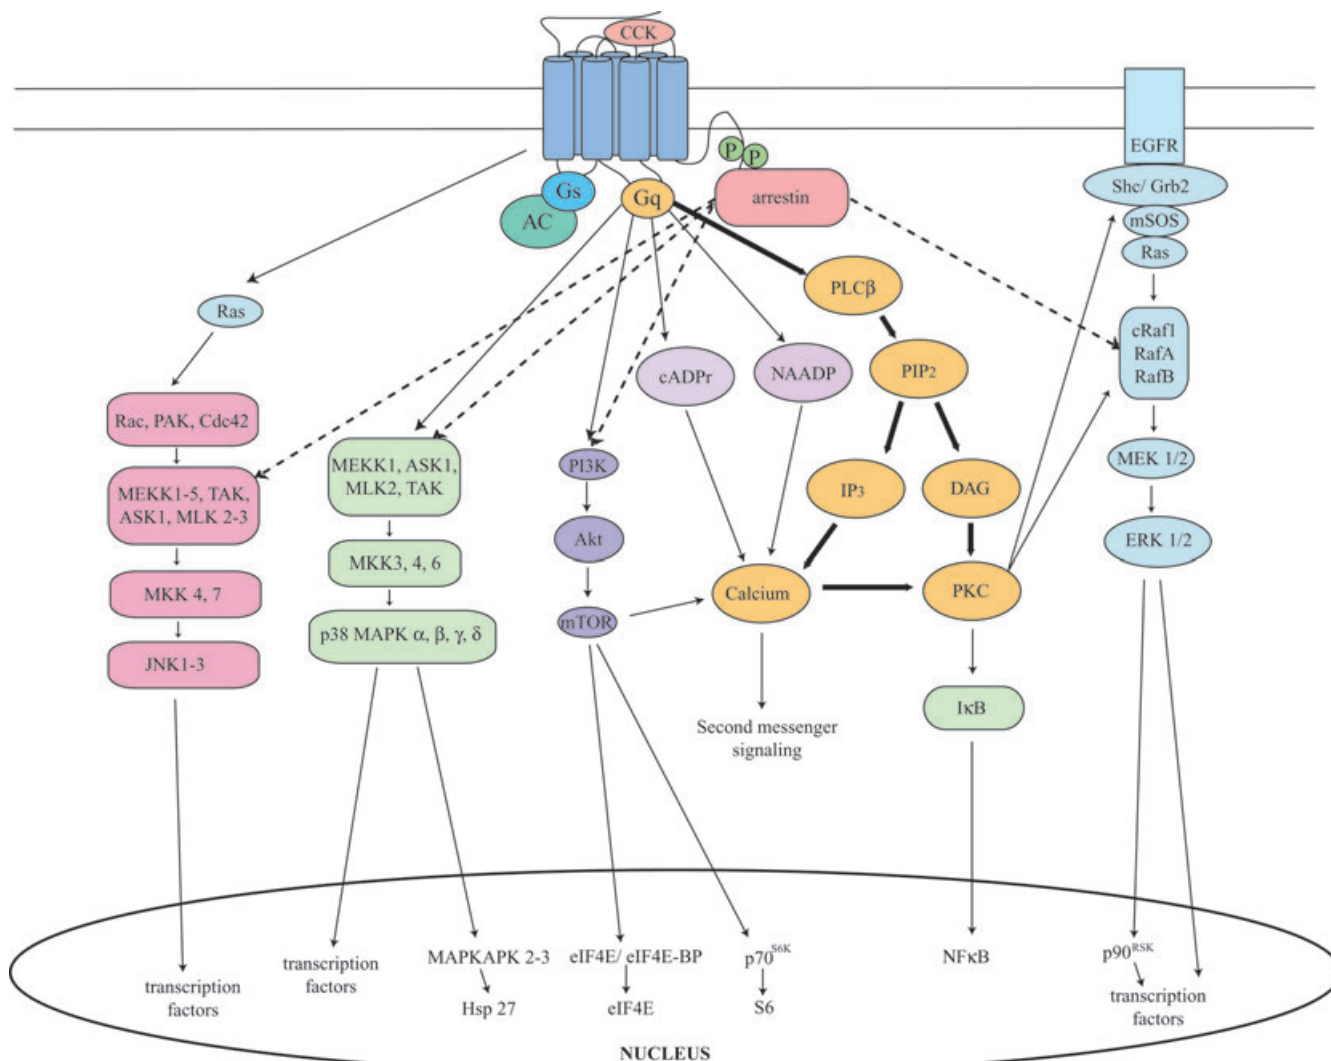 CCK
P
P
EGFR
Gs
Gq
AC
arrestin
Shc/ Grb2
mSOS
Ras
PLCβ
Ras
cRaf1
RafA
RafB
cADPr
NAADP
PIP2
Rac, PAK, Cdc42
MEKK1, ASK1,
MLK2, TAK
PI3K
MEK 1/2
MEKK1-5, TAK,
ASK1, MLK 2-3
IP3
DAG
Akt
ERK 1/2
MKK3, 4, 6
MKK 4, 7
Calcium
PKC
mTOR
p38 MAPK α, β, γ, δ
JNK1-3
IκB
Second messenger
signaling
transcription
factors
transcription
factors
MAPKAPK 2-3
Hsp 27
eIF4E/ eIF4E-BP
eIF4E
p70S6K
S6
NFκB
p90RSK
transcription
factors
NUCLEUS